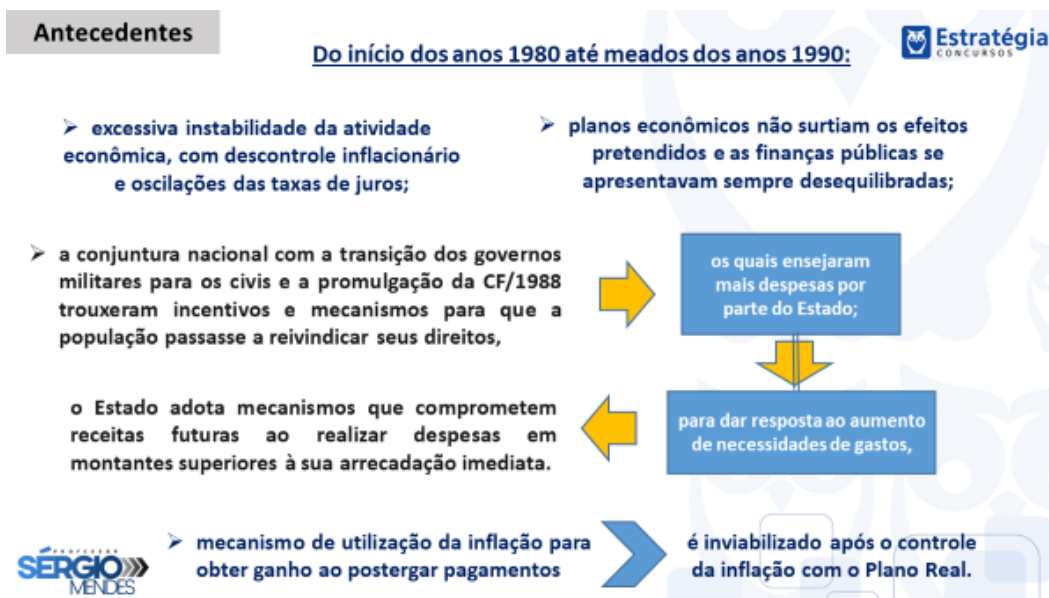 Antecedentes
Do início dos anos 1980 até meados dos anos 1990:
Estratégia
CONCURSOS
➢ excessiva instabilidade da atividade
econômica, com descontrole inflacionário
e oscilações das taxas de juros;
➢ planos econômicos não surtiam os efeitos
pretendidos e as finanças públicas se
apresentavam sempre desequilibradas;
➢ a conjuntura nacional com a transição dos governos
militares para os civis e a promulgação da CF/1988
trouxeram incentivos e mecanismos para que a
população passasse a reivindicar seus direitos,
os quais ensejaram
mais despesas por
parte do Estado;
para dar resposta ao aumento
de necessidades de gastos,
o Estado adota mecanismos que comprometem
receitas futuras ao realizar despesas em
montantes superiores à sua arrecadação imediata.
➢ mecanismo de utilização da inflação para
obter ganho ao postergar pagamentos
é inviabilizado após o controle
da inflação com o Plano Real.
PROFESSOR
SÉRGIO
MENDES